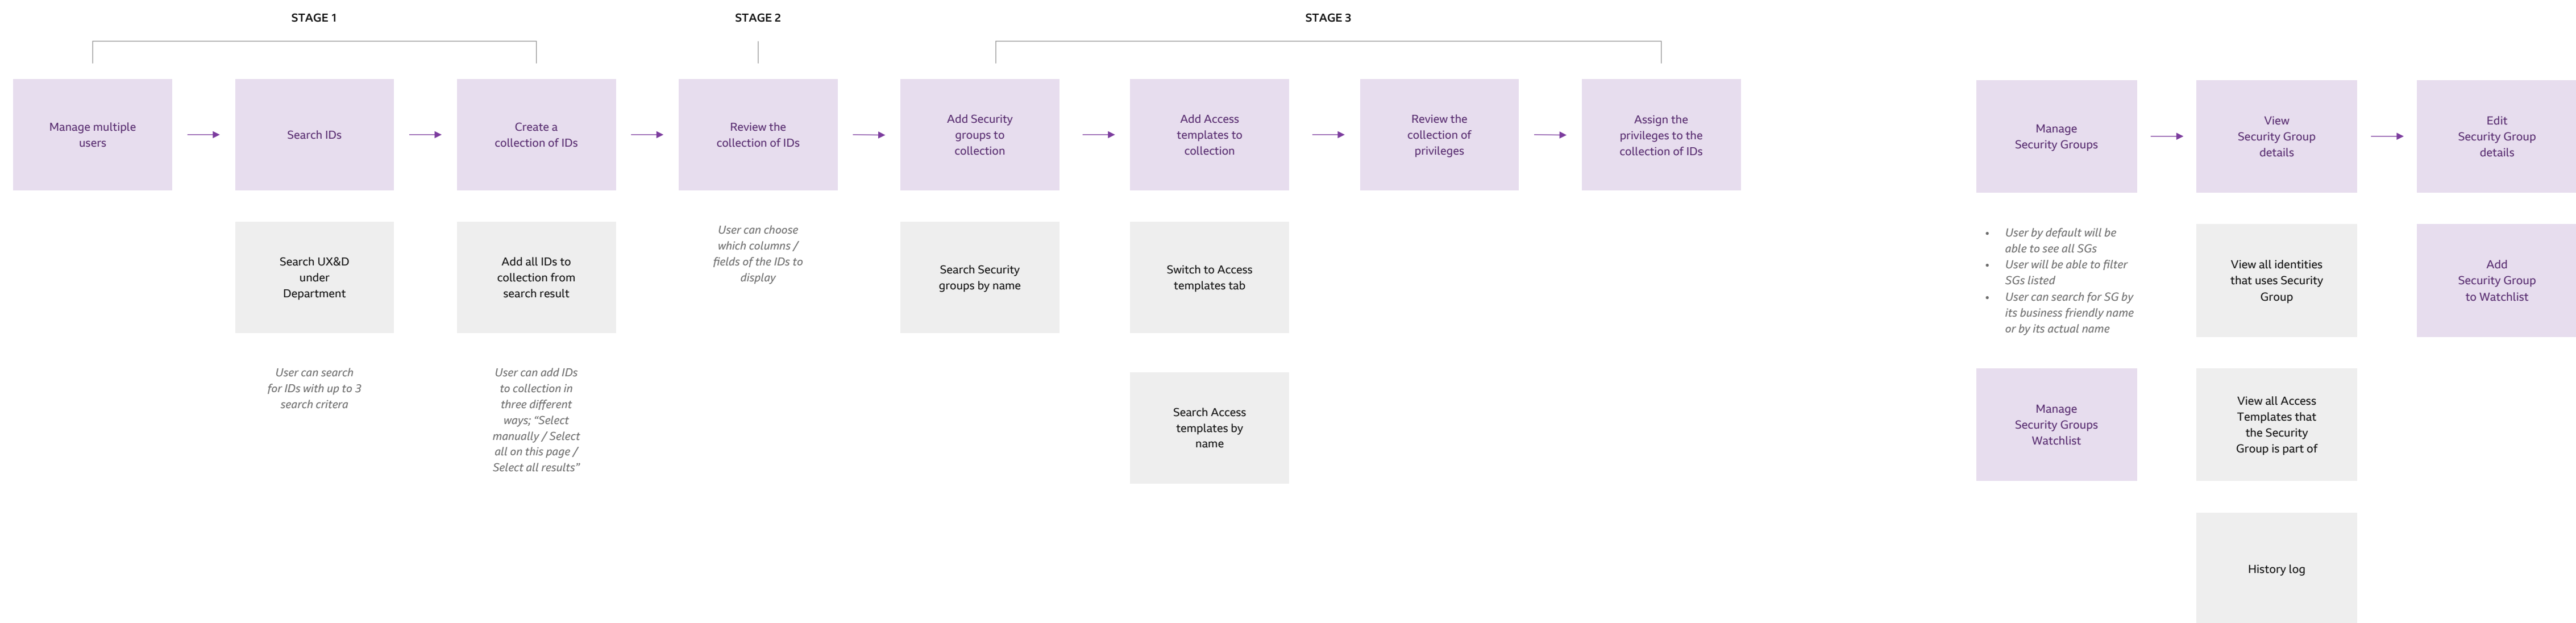 STAGE 1
STAGE 2
STAGE 3
Manage multiple
users
Search IDs
Create a
collection of IDs
Review the
collection of IDs
Add Security
groups to
collection
Add Access
templates to
collection
Review the
collection of
privileges
Assign the
privileges to the
collection of IDs
Search UX&D
under
Department
Add all IDs to
collection from
search result
User can choose
which columns /
fields of the IDs to
display
Search Security
groups by name
Switch to Access
templates tab
User can search
for IDs with up to 3
search critera
User can add IDs
to collection in
three different
ways; “Select
manually / Select
all on this page /
Select all results”
Search Access
templates by
name
Manage
Security Groups
View
Security Group
details
Edit
Security Group
details
• User by default will be
able to see all SGs
• User will be able to filter
SGs listed
• User can search for SG by
its business friendly name
or by its actual name
View all identities
that uses Security
Group
Add
Security Group
to Watchlist
Manage
Security Groups
Watchlist
View all Access
Templates that
the Security
Group is part of
History log